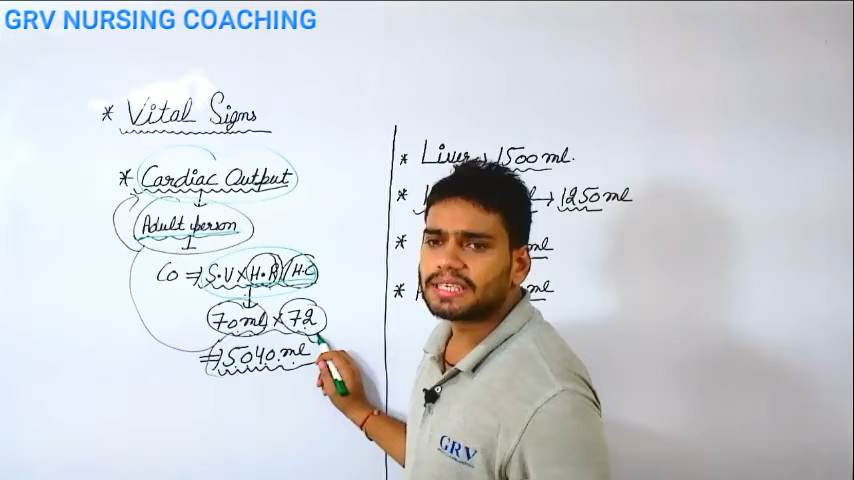 GRV NURSING COACHING
* Vital Signs
* Cardiac Output
Adult person
CO ⇒ S.V × H.R / H.C
70ml × 72
⇒ 5040 ml
* Liver → 1500 ml.
* → 1250 ml
* ml
* ml
GRV